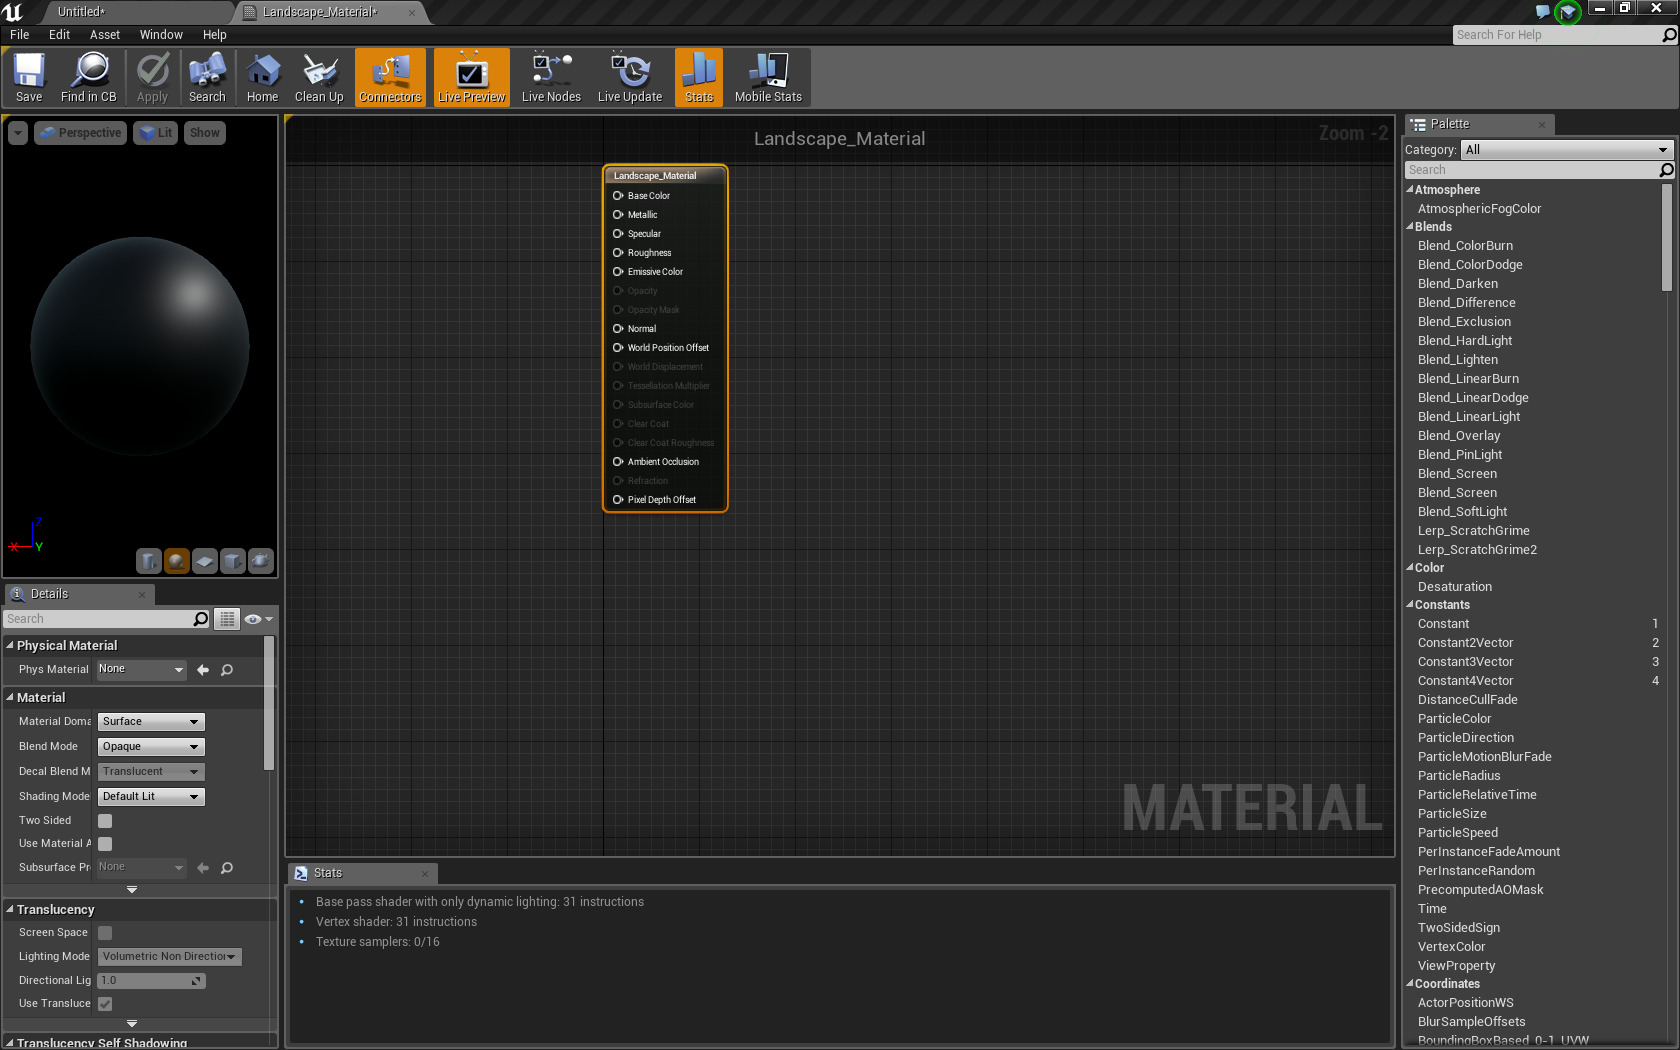 Untitled*
Landscape_Material*
File Edit Asset Window Help
Search For Help
Save
Find in CB
Apply
Search
Home
Clean Up
Connectors
Live Preview
Live Nodes
Live Update
Stats
Mobile Stats
Perspective
Lit
Show
X
Z
Y
Landscape_Material
Zoom -2
Landscape_Material
Base Color
Metallic
Specular
Roughness
Emissive Color
Opacity
Opacity Mask
Normal
World Position Offset
World Displacement
Tessellation Multiplier
Subsurface Color
Clear Coat
Clear Coat Roughness
Ambient Occlusion
Refraction
Pixel Depth Offset
MATERIAL
Details
Search
Physical Material
Phys Material None
Material
Material Doma Surface
Blend Mode Opaque
Decal Blend M Translucent
Shading Mode Default Lit
Two Sided
Use Material A
Subsurface Pr None
Translucency
Screen Space
Lighting Mode Volumetric Non Direction
Directional Lig 1.0
Use Transluce
Translucency Self Shadowing
Stats
Base pass shader with only dynamic lighting: 31 instructions
Vertex shader: 31 instructions
Texture samplers: 0/16
Palette
Category: All
Search
Atmosphere
AtmosphericFogColor
Blends
Blend_ColorBurn
Blend_ColorDodge
Blend_Darken
Blend_Difference
Blend_Exclusion
Blend_HardLight
Blend_Lighten
Blend_LinearBurn
Blend_LinearDodge
Blend_LinearLight
Blend_Overlay
Blend_PinLight
Blend_Screen
Blend_Screen
Blend_SoftLight
Lerp_ScratchGrime
Lerp_ScratchGrime2
Color
Desaturation
Constants
Constant 1
Constant2Vector 2
Constant3Vector 3
Constant4Vector 4
DistanceCullFade
ParticleColor
ParticleDirection
ParticleMotionBlurFade
ParticleRadius
ParticleRelativeTime
ParticleSize
ParticleSpeed
PerInstanceFadeAmount
PerInstanceRandom
PrecomputedAOMask
Time
TwoSidedSign
VertexColor
ViewProperty
Coordinates
ActorPositionWS
BlurSampleOffsets
BoundingBoxBased_0-1_UVW